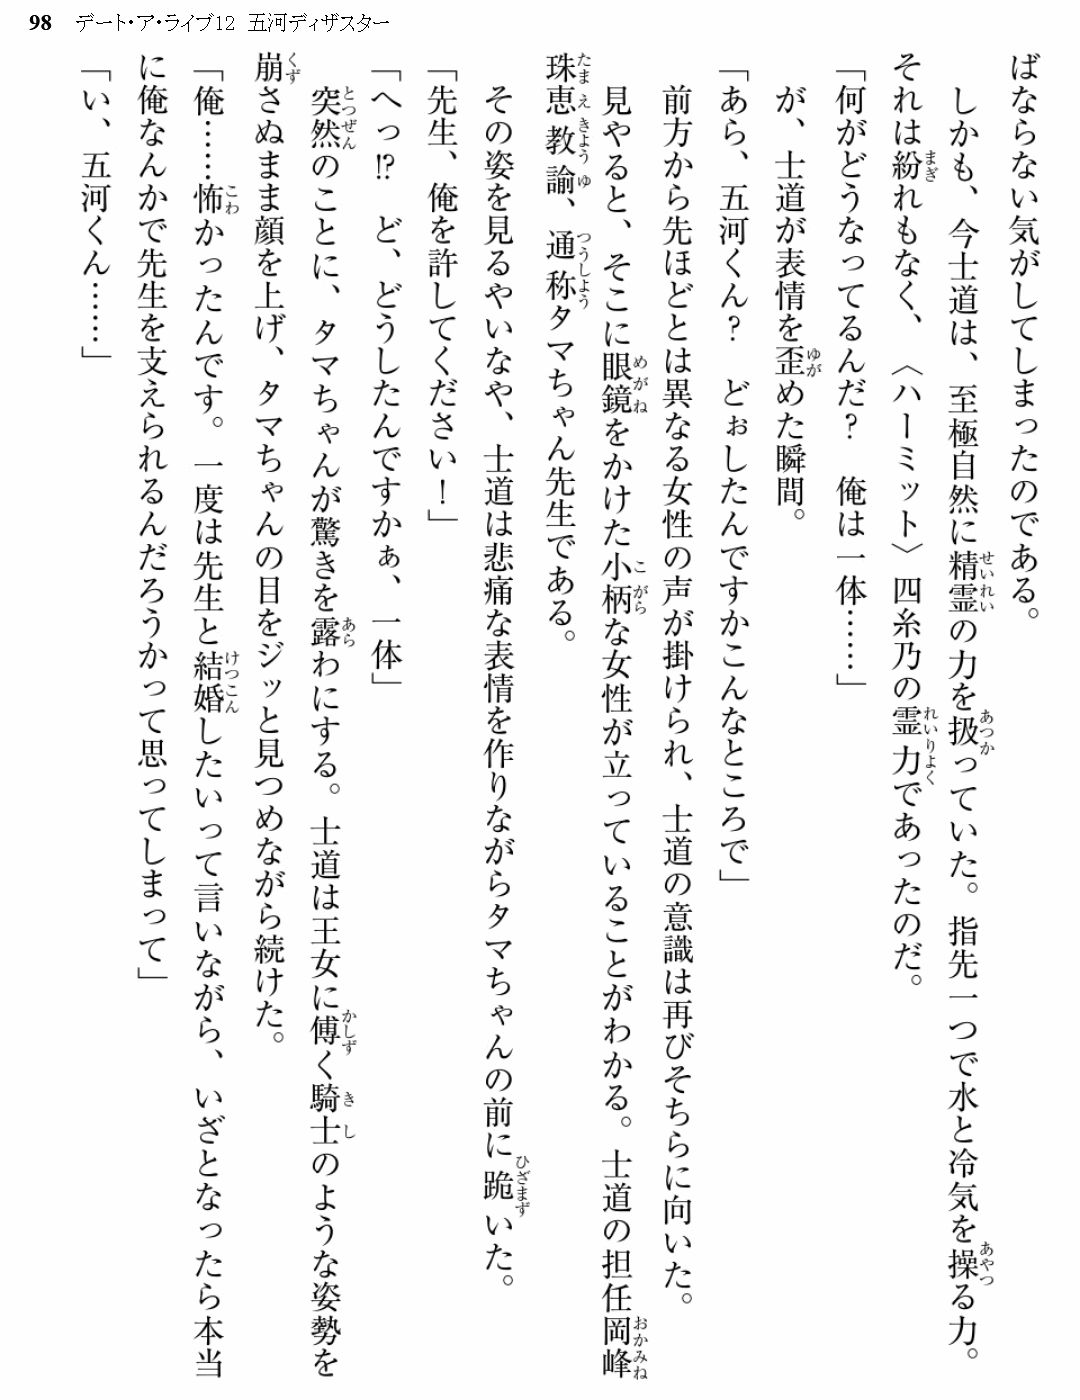 98 デート・ア・ライブ12 五河ディザスター
ばならない気がしてしまったのである。
しかも、今士道は、至極自然に精霊の力を扱っていた。指先一つで水と冷気を操る力。
それは紛れもなく、〈ハーミット〉四糸乃の霊力であったのだ。
「何がどうなってるんだ？　俺は一体……」
が、士道が表情を歪めた瞬間。
「あら、五河くん？　どぉしたんですかこんなところで」
前方から先ほどとは異なる女性の声が掛けられ、士道の意識は再びそちらに向いた。
見やると、そこに眼鏡をかけた小柄な女性が立っていることがわかる。士道の担任岡峰
珠恵教諭、通称タマちゃん先生である。
その姿を見るやいなや、士道は悲痛な表情を作りながらタマちゃんの前に跪いた。
「先生、俺を許してください！」
「へっ!?　ど、どうしたんですかぁ、一体」
突然のことに、タマちゃんが驚きを露わにする。士道は王女に傅く騎士のような姿勢を
崩さぬまま顔を上げ、タマちゃんの目をジッと見つめながら続けた。
「俺……怖かったんです。一度は先生と結婚したいって言いながら、いざとなったら本当
に俺なんかで先生を支えられるんだろうかって思ってしまって」
「い、五河くん……」